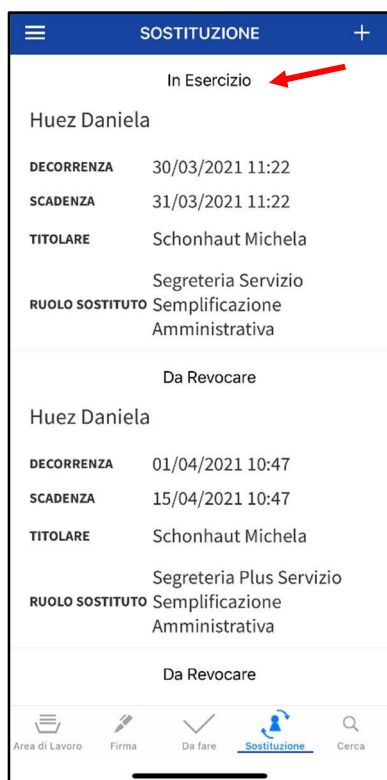 SOSTITUZIONE
In Esercizio
Huez Daniela
DECORRENZA 30/03/2021 11:22
SCADENZA 31/03/2021 11:22
TITOLARE Schonhaut Michela
Segreteria Servizio
RUOLO SOSTITUTO Semplificazione
Amministrativa
Da Revocare
Huez Daniela
DECORRENZA 01/04/2021 10:47
SCADENZA 15/04/2021 10:47
TITOLARE Schonhaut Michela
Segreteria Plus Servizio
RUOLO SOSTITUTO Semplificazione
Amministrativa
Da Revocare
Area di Lavoro Firma Da fare Sostituzione Cerca